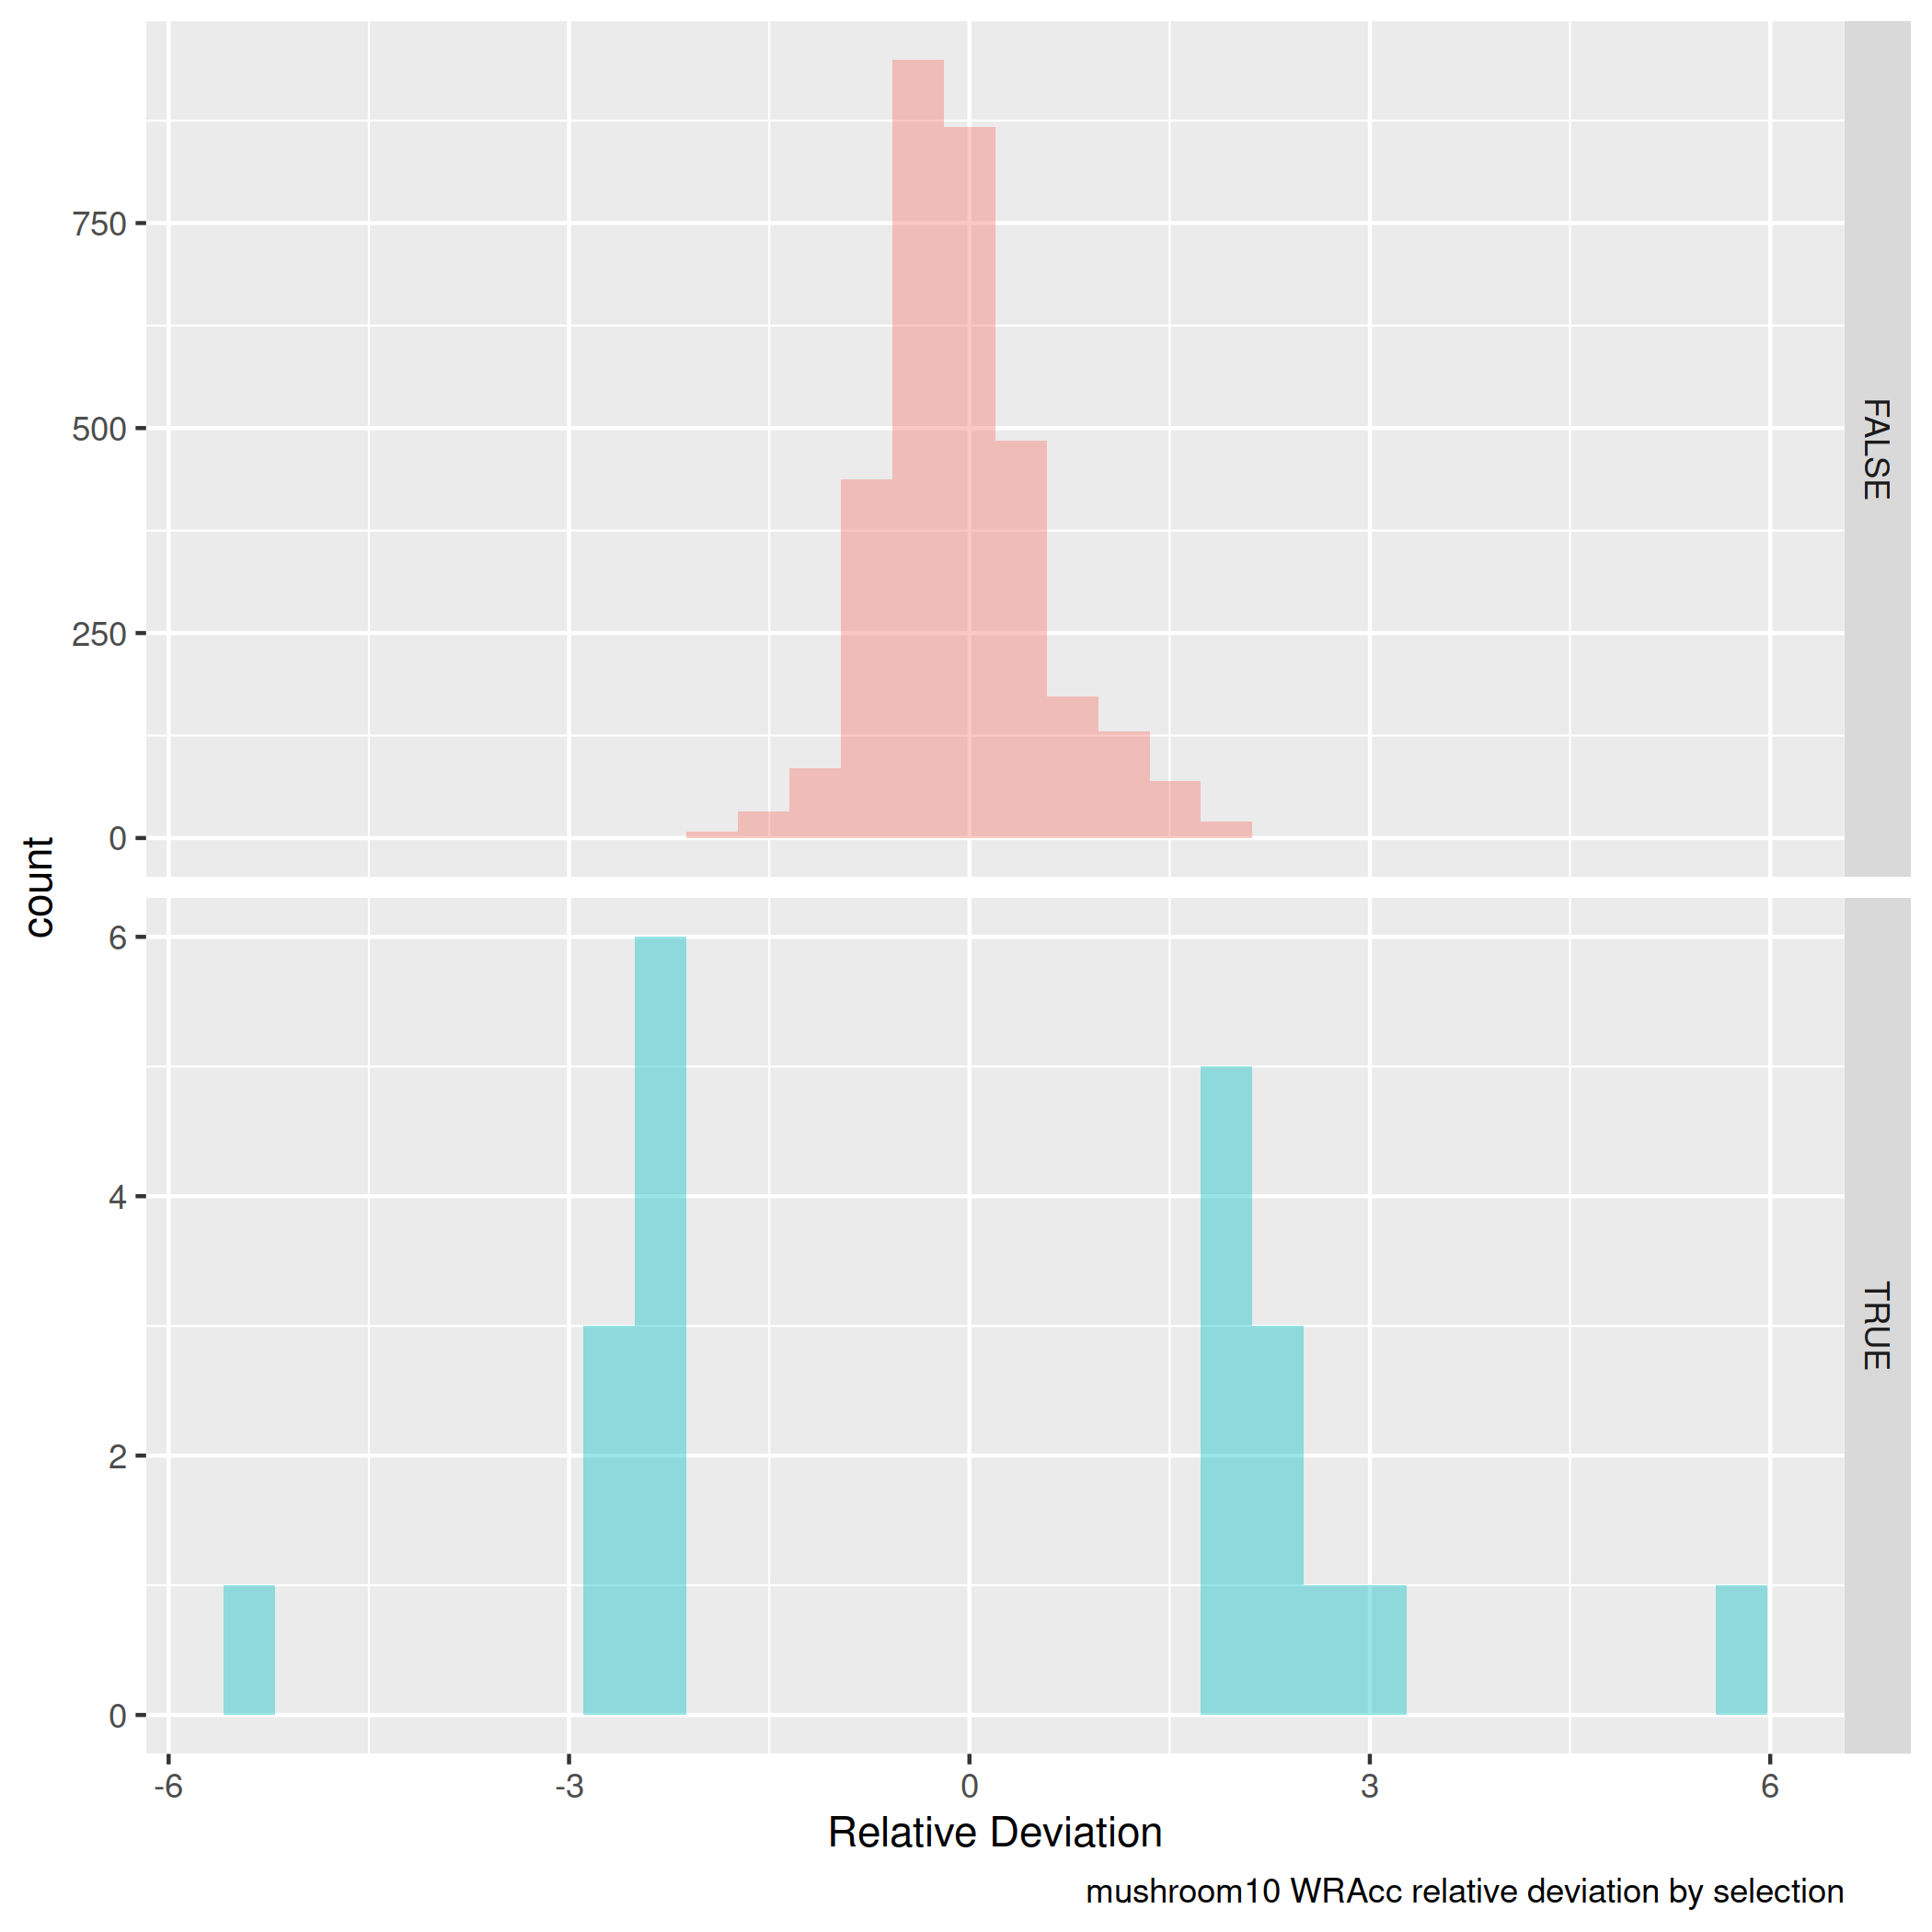 count
750
500
250
0
FALSE
6
4
2
0
TRUE
-6
-3
0
3
6
Relative Deviation
mushroom10 WRAcc relative deviation by selection